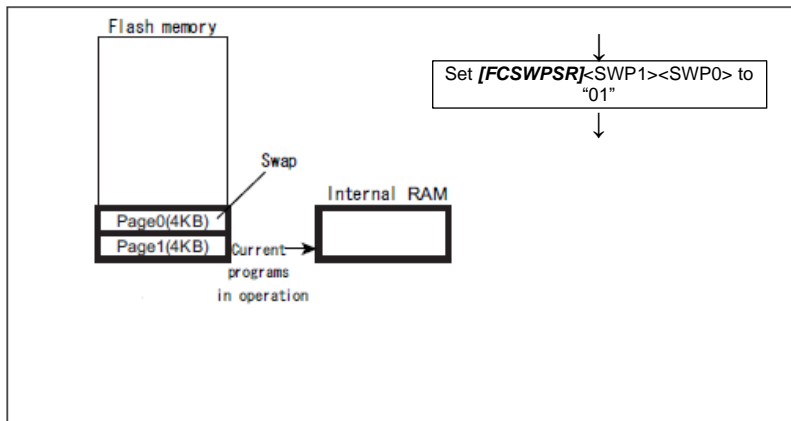 Flash memory
Set [FCSWPSR]<SWP1><SWP0> to
“01”
Swap
Internal RAM
Page0(4KB)
Page1(4KB)
Current
programs
in operation